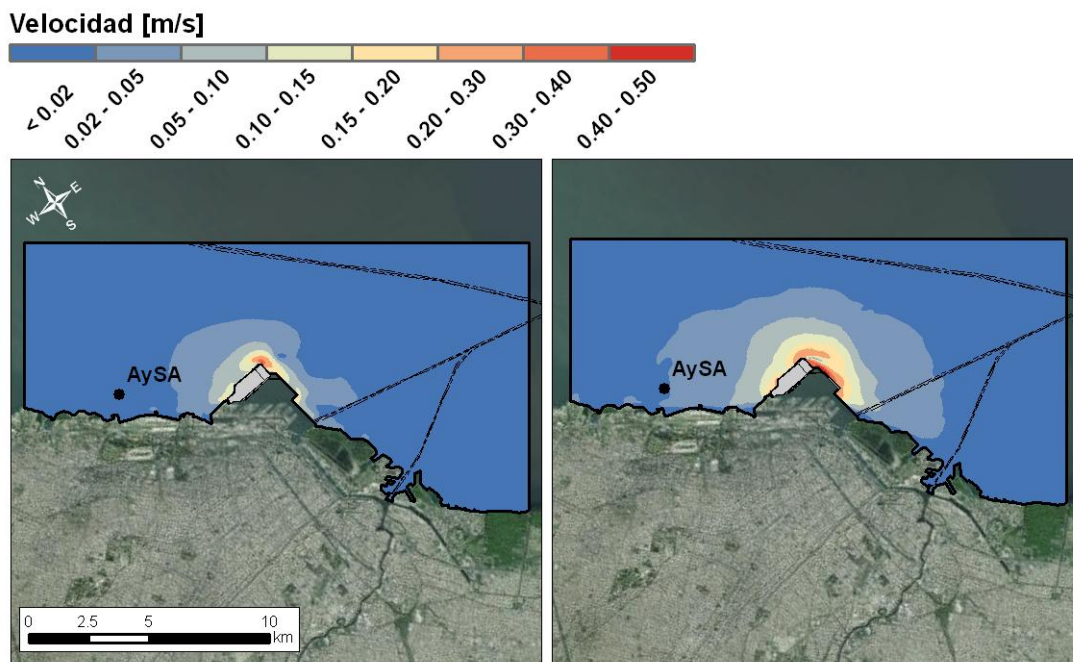 Velocidad [m/s]
< 0.02
0.02 - 0.05
0.05 - 0.10
0.10 - 0.15
0.15 - 0.20
0.20 - 0.30
0.30 - 0.40
0.40 - 0.50
N
E
W
S
AySA
AySA
0 2.5 5 10
km